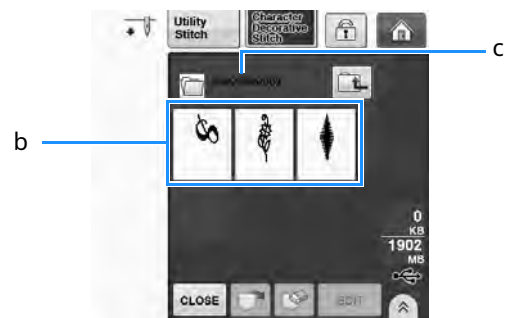 Utility
Stitch
Character
Decorative
Stitch
c
b
0
KB
1902
MB
CLOSE
EDIT